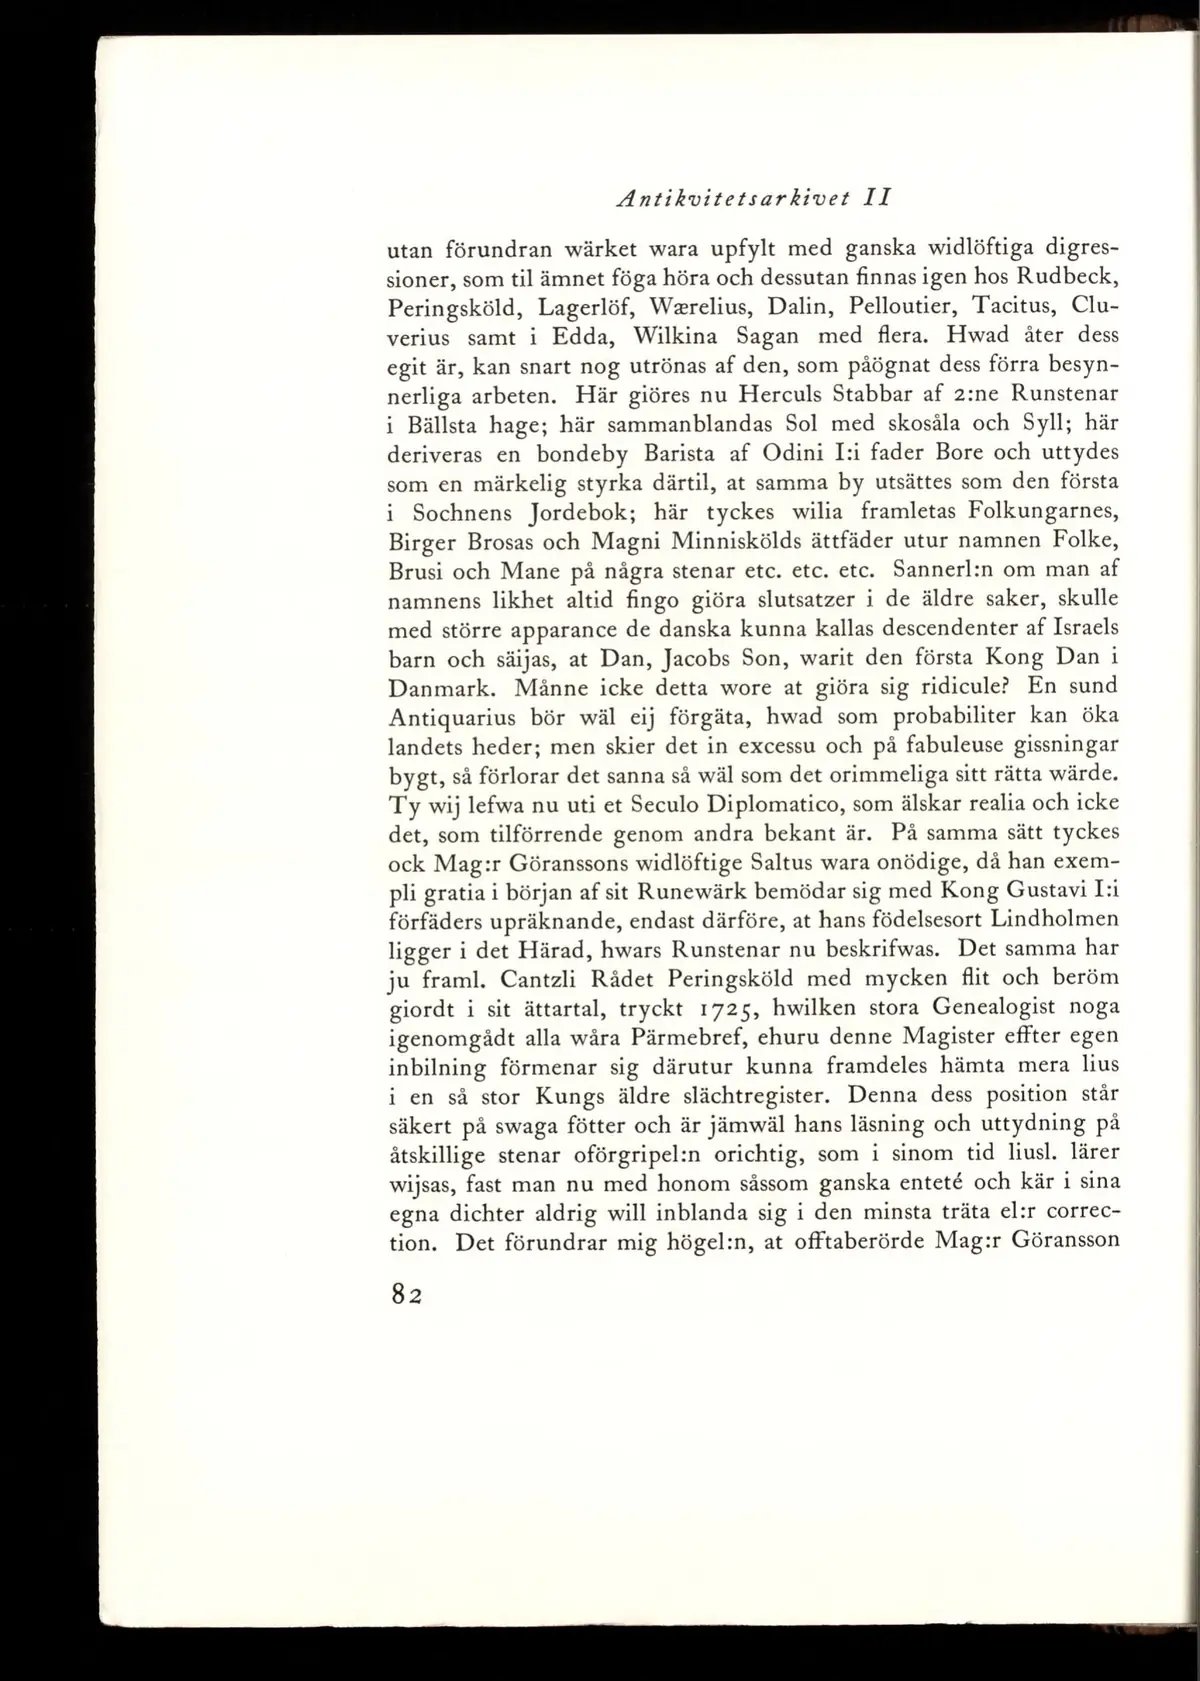 Antikvitetsarkivet II
utan förundran wärket wara upfylt med ganska widlöftiga digres-
sioner, som til ämnet föga höra och dessutan finnas igen hos Rudbeck,
Peringsköld, Lagerlöf, Wærelius, Dalin, Pelloutier, Tacitus, Clu-
verius samt i Edda, Wilkina Sagan med flera. Hwad åter dess
egit är, kan snart nog utrönas af den, som påögnat dess förra besyn-
nerliga arbeten. Här giöres nu Herculs Stabbar af 2:ne Runstenar
i Bällsta hage; här sammanblandas Sol med skosåla och Syll; här
deriveras en bondeby Barista af Odini I:i fader Bore och uttydes
som en märkelig styrka därtil, at samma by utsättes som den första
i Sochnens Jordebok; här tyckes wilia framletas Folkungarnes,
Birger Brosas och Magni Minniskölds ättfäder utur namnen Folke,
Brusi och Mane på några stenar etc. etc. etc. Sannerl:n om man af
namnens likhet altid fingo giöra slutsatzer i de äldre saker, skulle
med större apparance de danska kunna kallas descendenter af Israels
barn och säijas, at Dan, Jacobs Son, warit den första Kong Dan i
Danmark. Månne icke detta wore at giöra sig ridicule? En sund
Antiquarius bör wäl eij förgäta, hwad som probabiliter kan öka
landets heder; men skier det in excessu och på fabuleuse gissningar
bygt, så förlorar det sanna så wäl som det orimmeliga sitt rätta wärde.
Ty wij lefwa nu uti et Seculo Diplomatico, som älskar realia och icke
det, som tilförrende genom andra bekant är. På samma sätt tyckes
ock Mag:r Göranssons widlöftige Saltus wara onödige, då han exem-
pli gratia i början af sit Runewärk bemödar sig med Kong Gustavi I:i
förfäders upräknande, endast därföre, at hans födelsesort Lindholmen
ligger i det Härad, hwars Runstenar nu beskrifwas. Det samma har
ju framl. Cantzli Rådet Peringsköld med mycken flit och beröm
giordt i sit ättartal, tryckt 1725, hwilken stora Genealogist noga
igenomgådt alla wåra Pärmebref, ehuru denne Magister effter egen
inbilning förmenar sig därutur kunna framdeles hämta mera lius
i en så stor Kungs äldre slächtregister. Denna dess position står
säkert på swaga fötter och är jämwäl hans läsning och uttydning på
åtskillige stenar oförgripel:n orichtig, som i sinom tid liusl. lärer
wijsas, fast man nu med honom såssom ganska enteté och kär i sina
egna dichter aldrig will inblanda sig i den minsta träta el:r correc-
tion. Det förundrar mig högel:n, at offtaberörde Mag:r Göransson
82